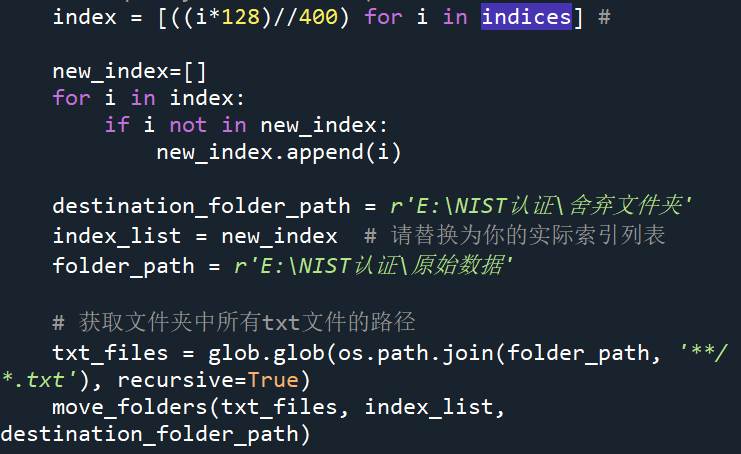 index = [((i*128)//400) for i in indices] #
new_index=[]
for i in index:
if i not in new_index:
new_index.append(i)
destination_folder_path = r'E:\NIST认证\舍弃文件夹'
index_list = new_index # 请替换为你的实际索引列表
folder_path = r'E:\NIST认证\原始数据'
# 获取文件夹中所有txt文件的路径
txt_files = glob.glob(os.path.join(folder_path, '**/
*.txt'), recursive=True)
move_folders(txt_files, index_list,
destination_folder_path)